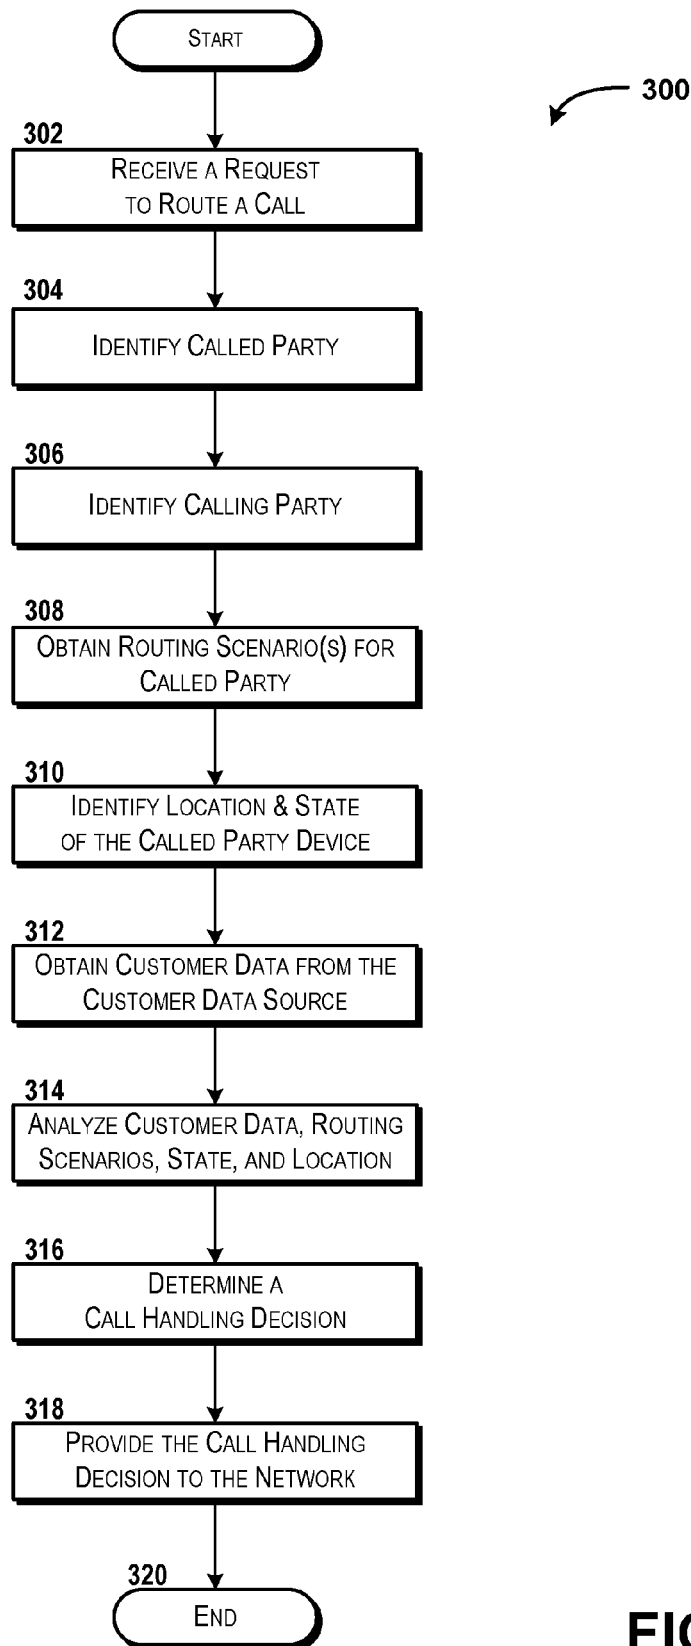 START
300
302
RECEIVE A REQUEST
TO ROUTE A CALL
304
IDENTIFY CALLED PARTY
306
IDENTIFY CALLING PARTY
308
OBTAIN ROUTING SCENARIO(S) FOR
CALLED PARTY
310
IDENTIFY LOCATION & STATE
OF THE CALLED PARTY DEVICE
312
OBTAIN CUSTOMER DATA FROM THE
CUSTOMER DATA SOURCE
314
ANALYZE CUSTOMER DATA, ROUTING
SCENARIOS, STATE, AND LOCATION
316
DETERMINE A
CALL HANDLING DECISION
318
PROVIDE THE CALL HANDLING
DECISION TO THE NETWORK
320
END